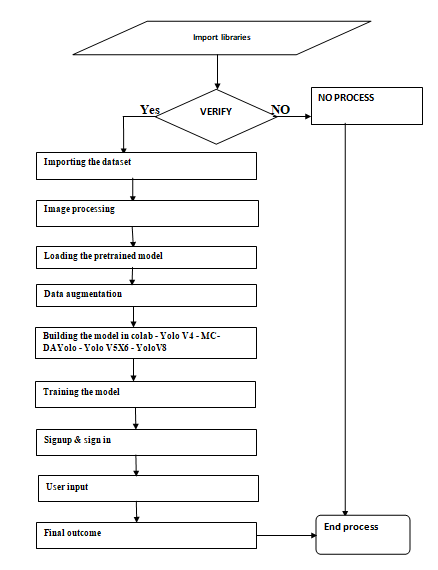 Import libraries
VERIFY
Yes
NO
NO PROCESS
Importing the dataset
Image processing
Loading the pretrained model
Data augmentation
Building the model in colab - Yolo V4 - MC-
DAYolo - Yolo V5X6 - YoloV8
Training the model
Signup & sign in
User input
Final outcome
End process